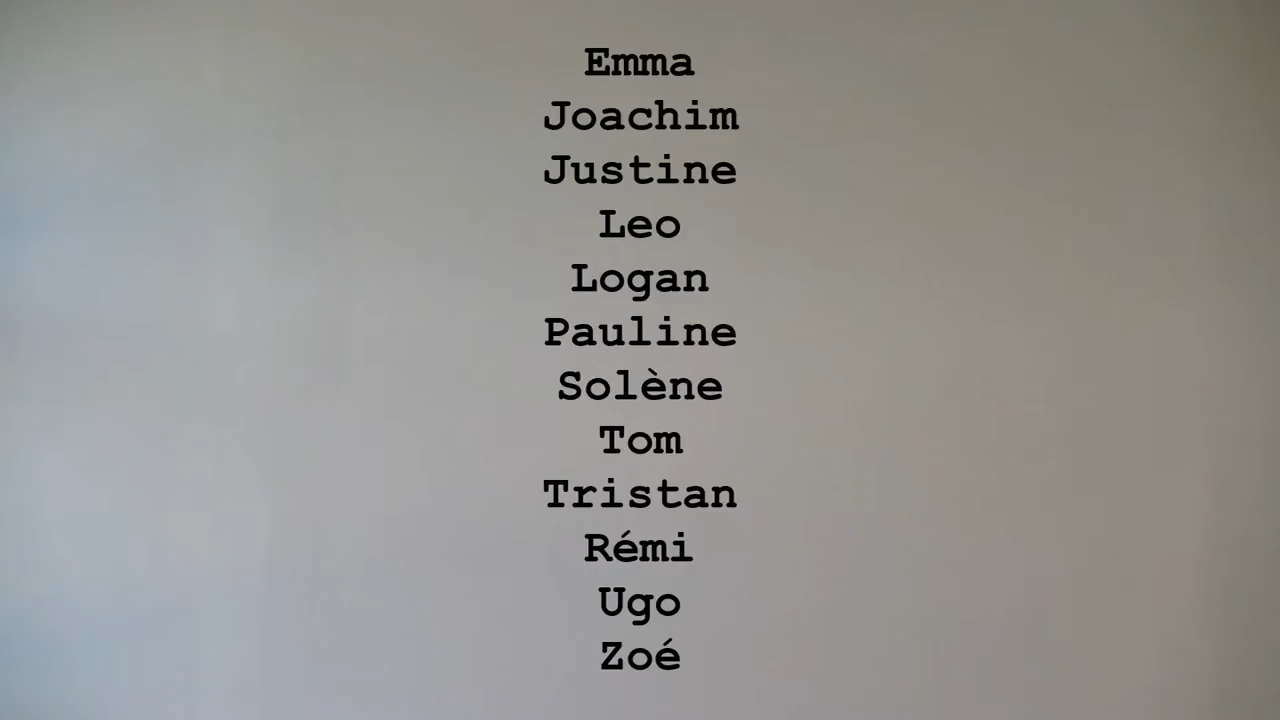 Emma
Joachim
Justine
Leo
Logan
Pauline
Solène
Tom
Tristan
Rémi
Ugo
Zoé